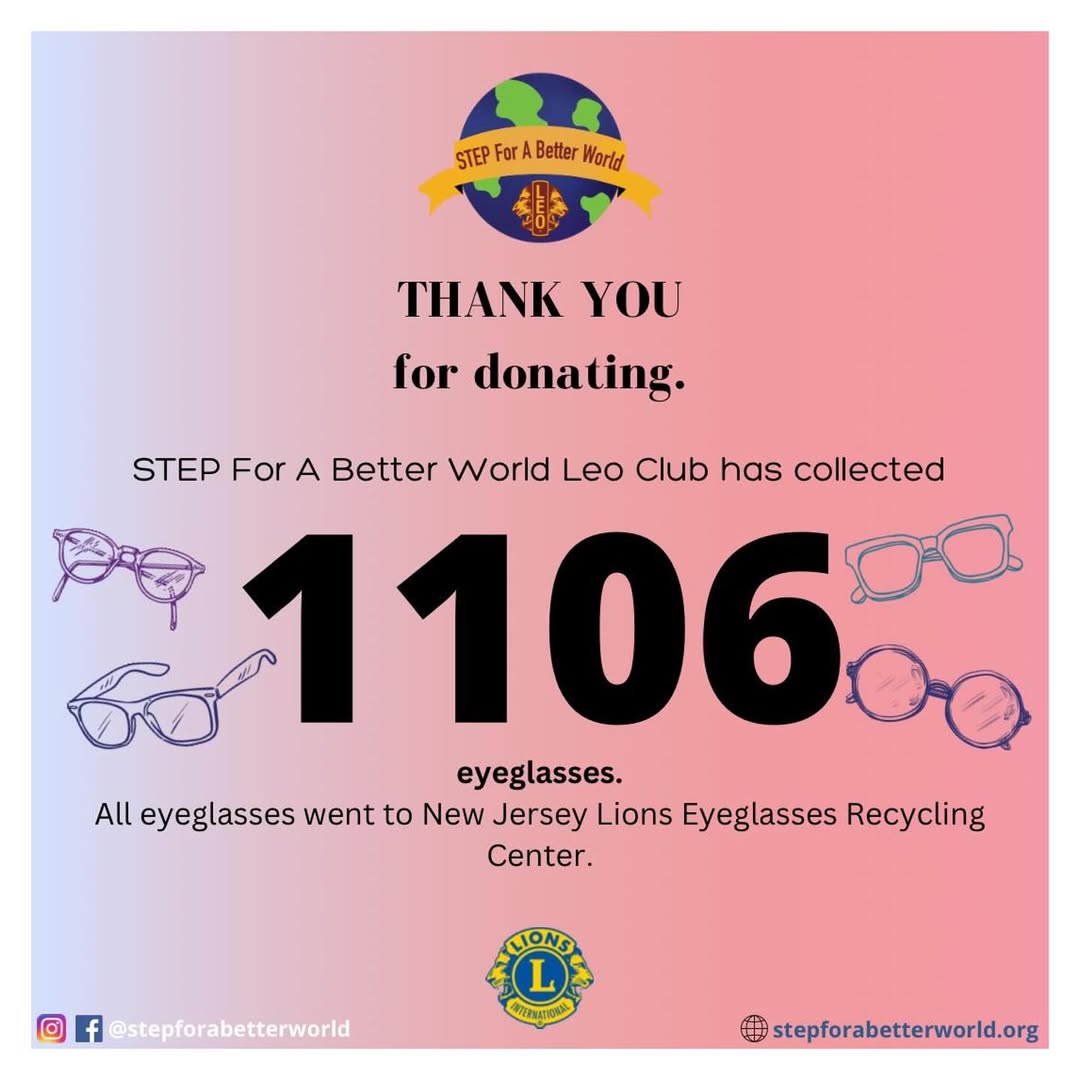 STEP For A Better World
LEO
THANK YOU
for donating.
STEP For A Better World Leo Club has collected
1106
eyeglasses.
All eyeglasses went to New Jersey Lions Eyeglasses Recycling
Center.
LIONS
L
INTERNATIONAL
@stepforabetterworld
stepforabetterworld.org